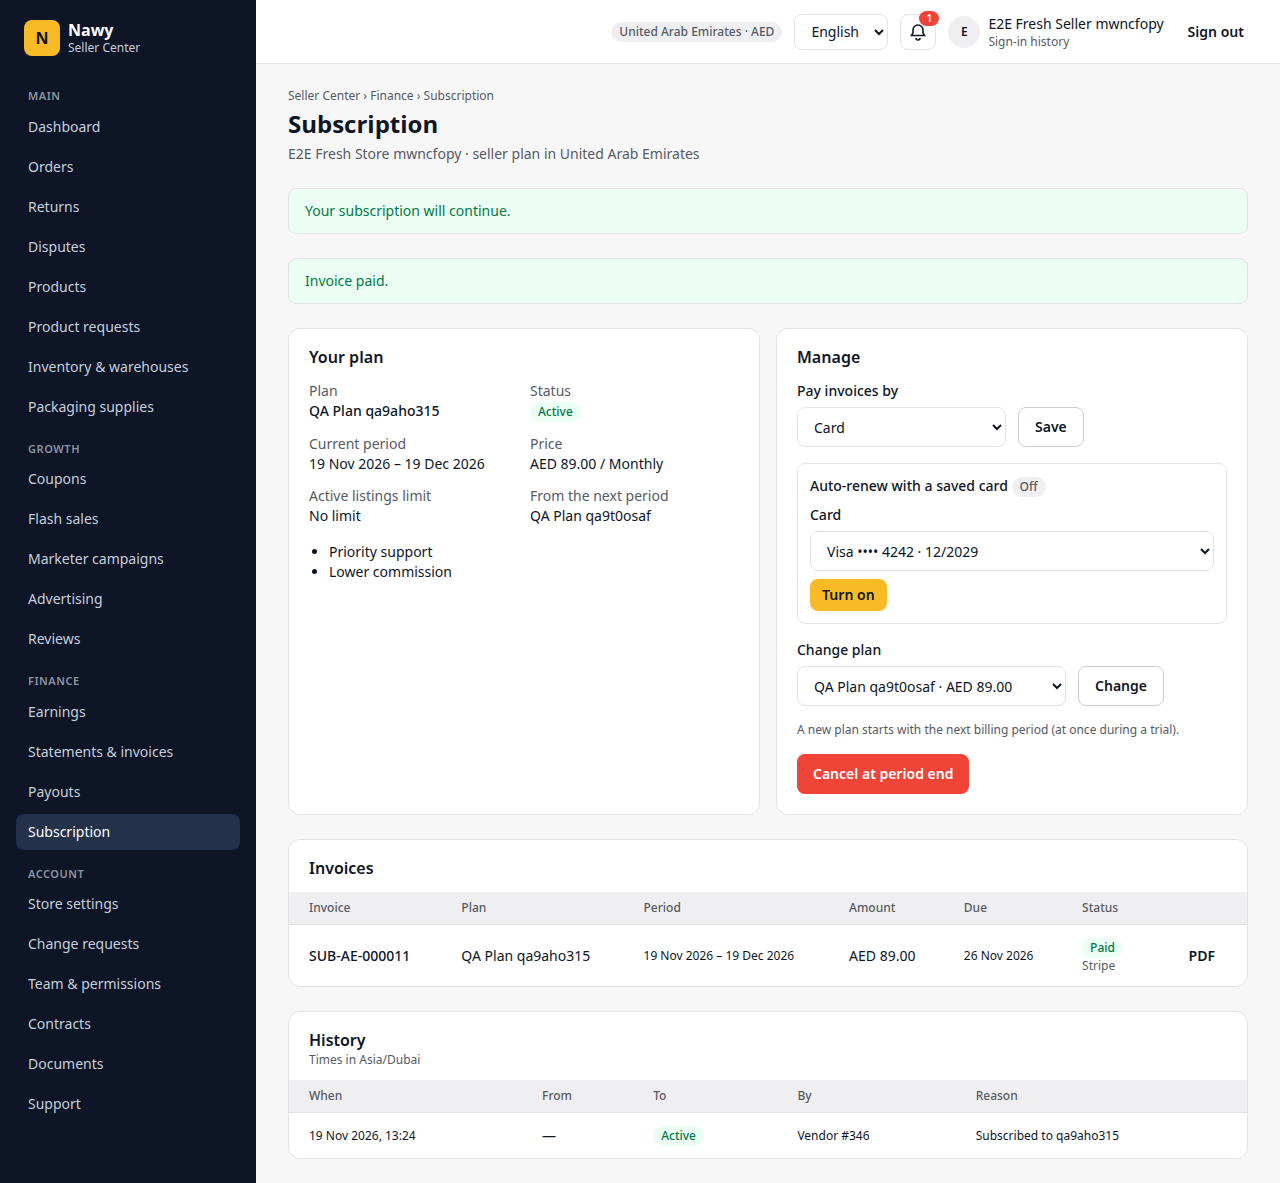 N
Nawy
Seller Center
MAIN
Dashboard
Orders
Returns
Disputes
Products
Product requests
Inventory & warehouses
Packaging supplies
GROWTH
Coupons
Flash sales
Marketer campaigns
Advertising
Reviews
FINANCE
Earnings
Statements & invoices
Payouts
Subscription
ACCOUNT
Store settings
Change requests
Team & permissions
Contracts
Documents
Support
United Arab Emirates · AED
English
1
E
E2E Fresh Seller mwncfopy
Sign-in history
Sign out
Seller Center › Finance › Subscription
Subscription
E2E Fresh Store mwncfopy · seller plan in United Arab Emirates
Your subscription will continue.
Invoice paid.
Your plan
Plan
QA Plan qa9aho315
Status
Active
Current period
19 Nov 2026 – 19 Dec 2026
Price
AED 89.00 / Monthly
Active listings limit
No limit
From the next period
QA Plan qa9t0osaf
• Priority support
• Lower commission
Manage
Pay invoices by
Card
Save
Auto-renew with a saved card Off
Card
Visa •••• 4242 · 12/2029
Turn on
Change plan
QA Plan qa9t0osaf · AED 89.00
Change
A new plan starts with the next billing period (at once during a trial).
Cancel at period end
Invoices
Invoice Plan Period Amount Due Status
SUB-AE-000011 QA Plan qa9aho315 19 Nov 2026 – 19 Dec 2026 AED 89.00 26 Nov 2026 Paid Stripe PDF
History
Times in Asia/Dubai
When From To By Reason
19 Nov 2026, 13:24 — Active Vendor #346 Subscribed to qa9aho315